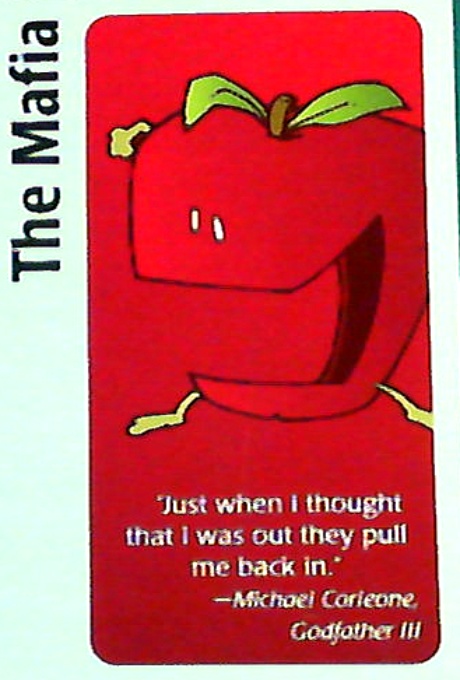 The Mafia
"Just when I thought
that I was out they pull
me back in."
—Michael Corleone,
Godfather III